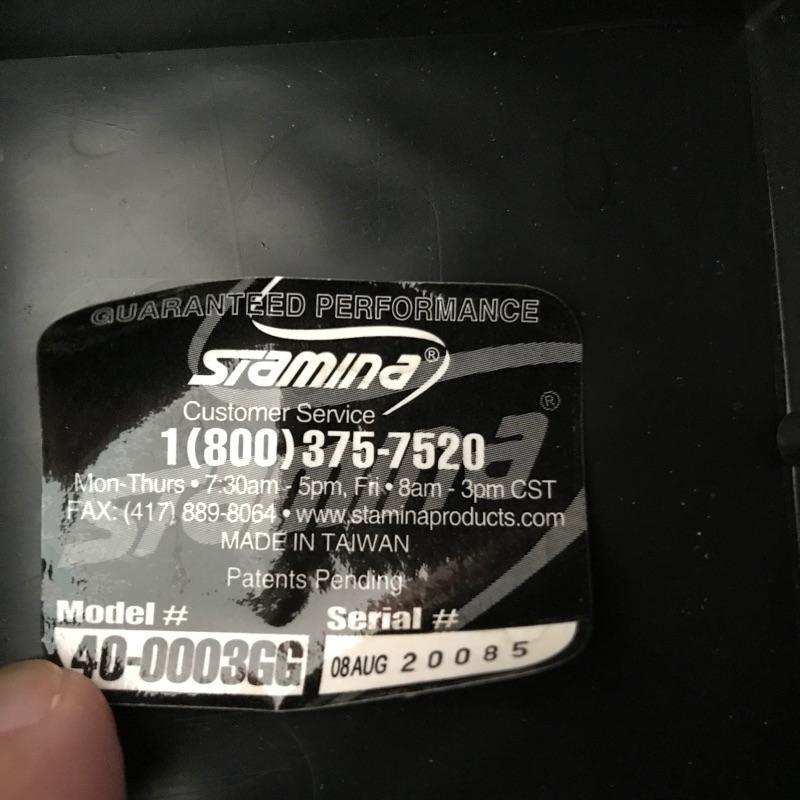 GUARANTEED PERFORMANCE
Stamina®
Customer Service
1(800)375-7520
Mon-Thurs • 7:30am - 5pm, Fri • 8am - 3pm CST
FAX: (417) 889-8064 • www.staminaproducts.com
MADE IN TAIWAN
Patents Pending
Model # Serial #
40-0003GG 08AUG 20085